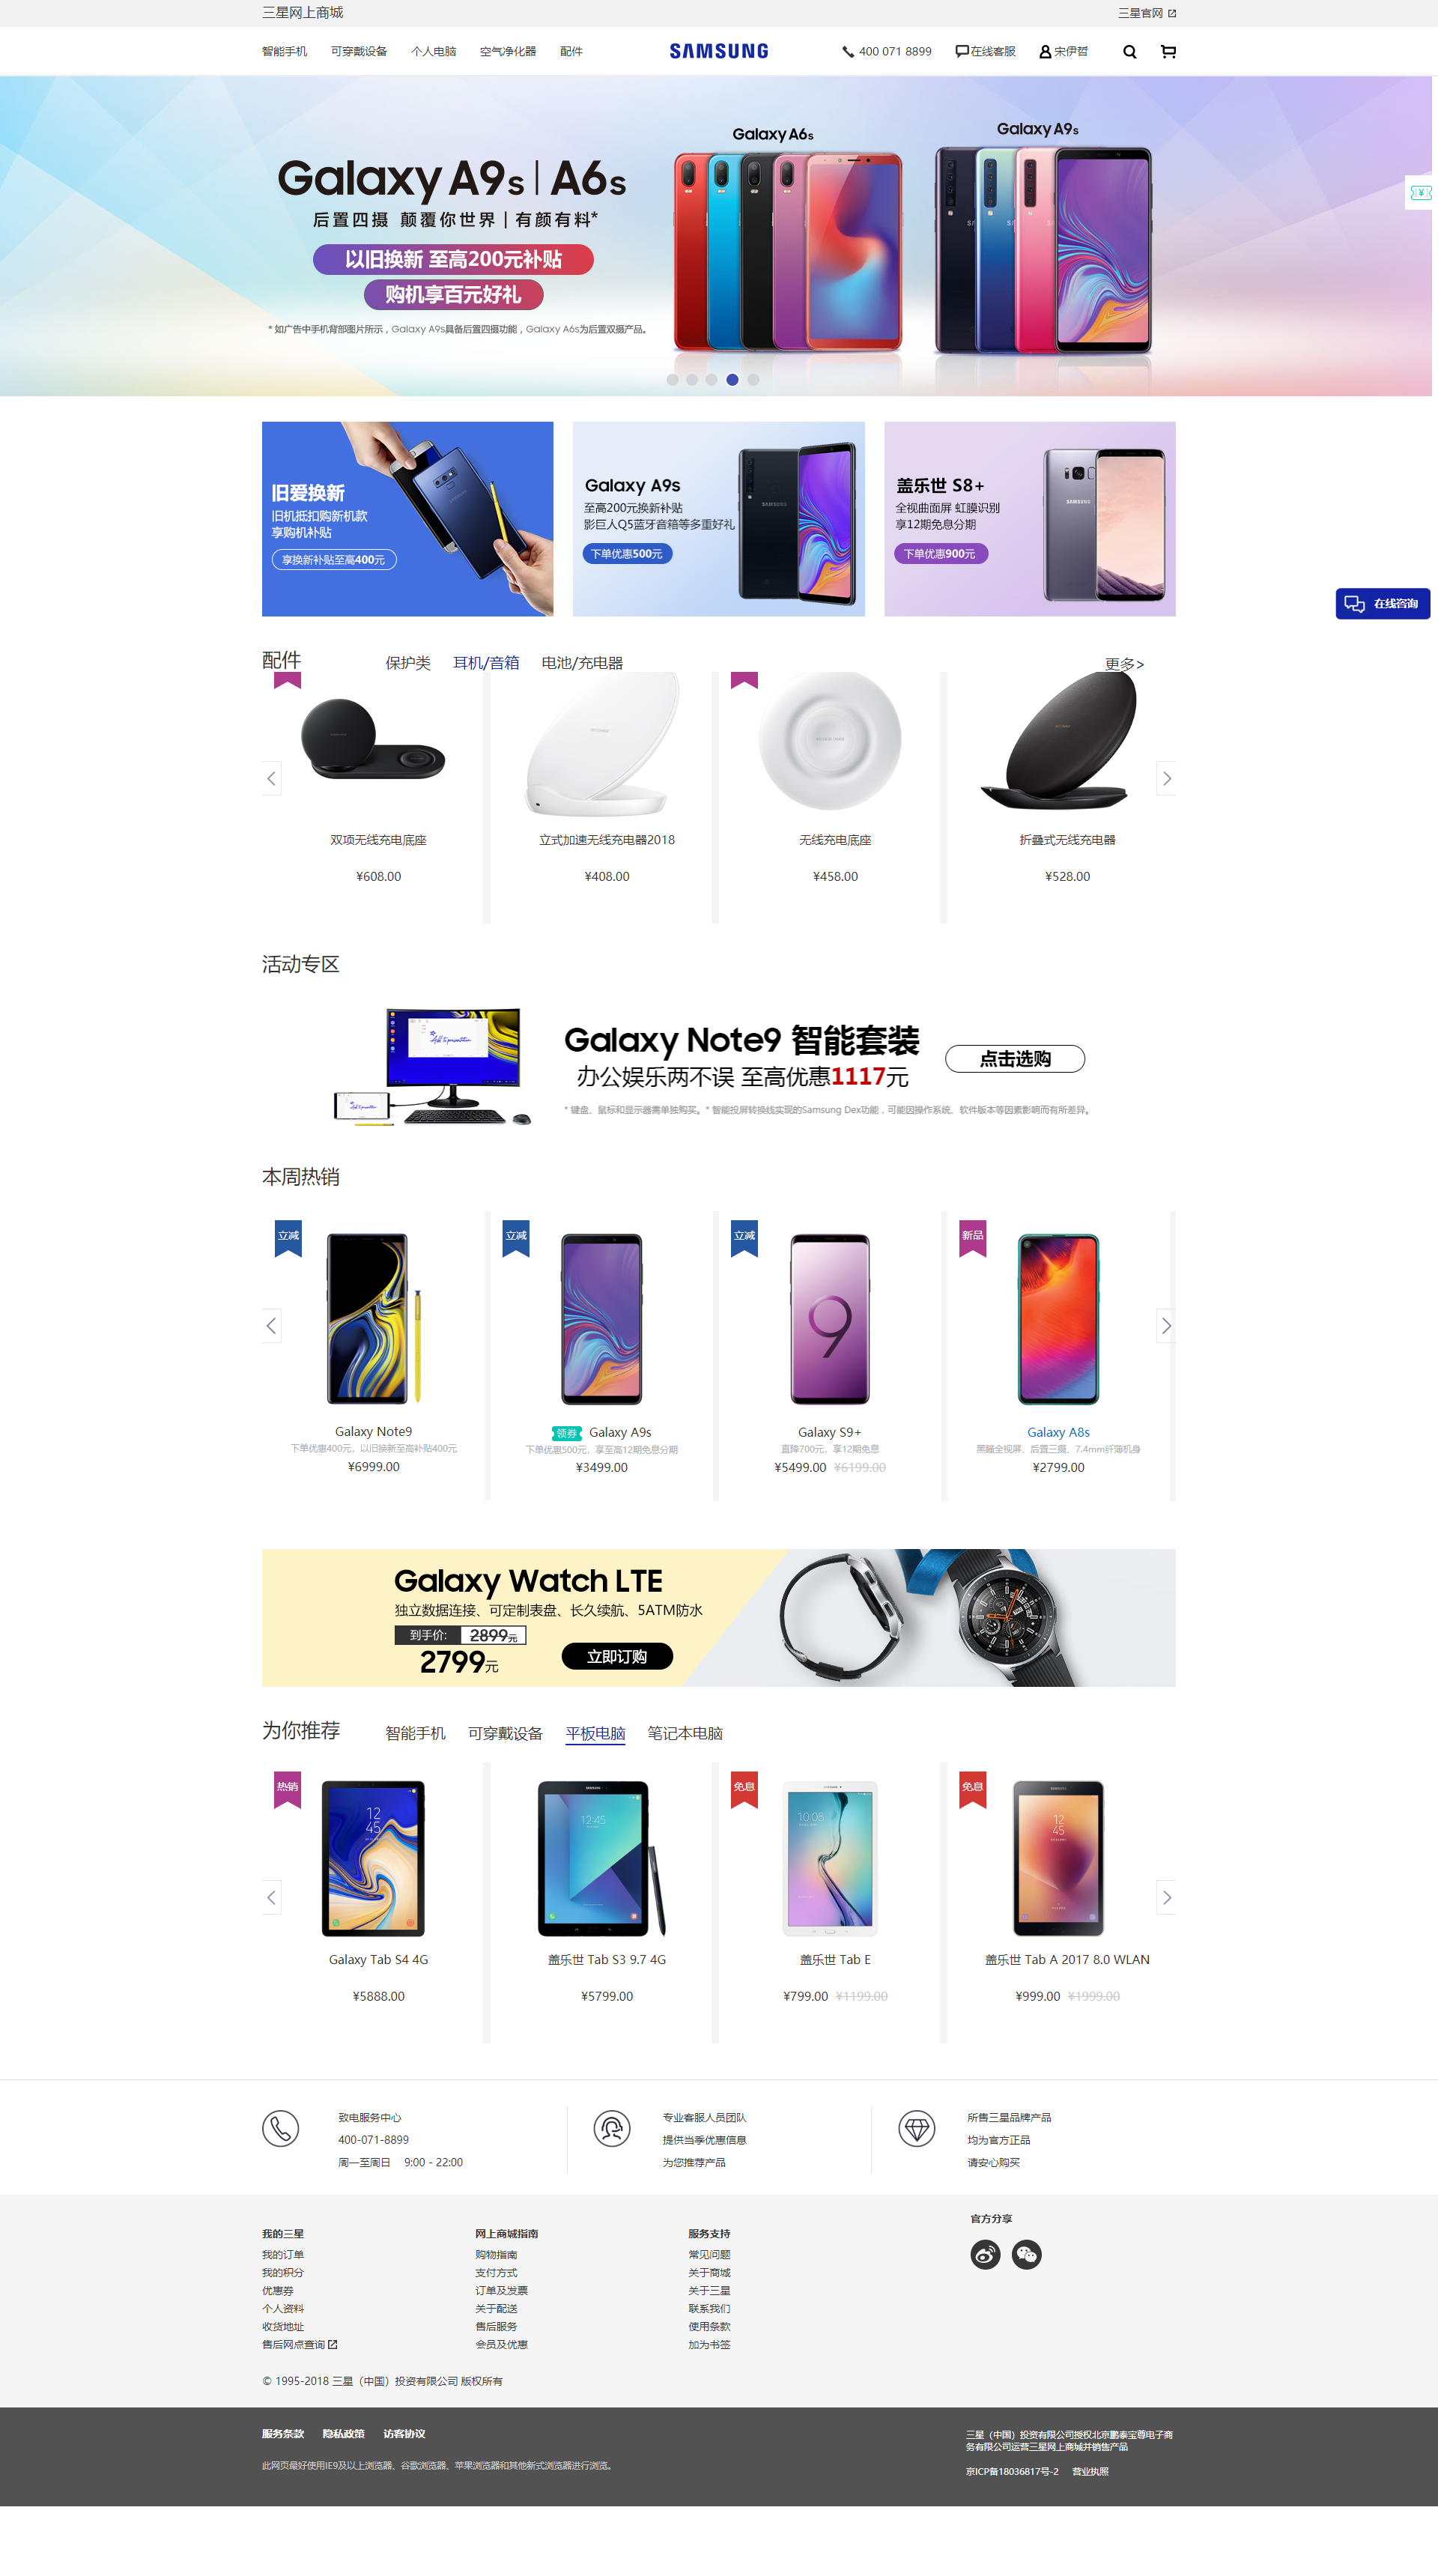 三星网上商城
三星官网
智能手机 可穿戴设备 个人电脑 空气净化器 配件
SAMSUNG
400 071 8899 在线客服 宋伊哲
Galaxy A6s
Galaxy A9s
Galaxy A9s | A6s
后置四摄 颠覆你世界 | 有颜有料*
以旧换新 至高200元补贴
购机享百元好礼
* 如广告中手机背部图片所示，Galaxy A9s具备后置四摄功能，Galaxy A6s为后置双摄产品。
旧爱换新
旧机抵扣购新机款
享购机补贴
享换新补贴至高400元
Galaxy A9s
至高200元换新补贴
影巨人Q5蓝牙音箱等多重好礼
下单优惠500元
SAMSUNG
盖乐世 S8+
全视曲面屏 虹膜识别
享12期免息分期
下单优惠900元
SAMSUNG
在线咨询
配件 保护类 耳机/音箱 电池/充电器 更多>
双项无线充电底座
¥608.00
立式加速无线充电器2018
¥408.00
无线充电底座
¥458.00
折叠式无线充电器
¥528.00
活动专区
Galaxy Note9 智能套装
办公娱乐两不误 至高优惠1117元
点击选购
* 键盘、鼠标和显示器需单独购买。* 智能投屏转换线实现的Samsung Dex功能，可能因操作系统、软件版本等因素影响而有所差异。
本周热销
立减
Galaxy Note9
下单优惠400元，以旧换新至高补贴400元
¥6999.00
立减
领券 Galaxy A9s
下单优惠500元，享至高12期免息分期
¥3499.00
立减
9
Galaxy S9+
直降700元，享12期免息
¥5499.00 ¥6199.00
新品
Galaxy A8s
黑瞳全视屏、后置三摄、7.4mm纤薄机身
¥2799.00
Galaxy Watch LTE
独立数据连接、可定制表盘、长久续航、5ATM防水
到手价: 2899元
2799元
立即订购
为你推荐 智能手机 可穿戴设备 平板电脑 笔记本电脑
热销
12
45
Galaxy Tab S4 4G
¥5888.00
12:45
盖乐世 Tab S3 9.7 4G
¥5799.00
免息
10:08
盖乐世 Tab E
¥799.00 ¥1199.00
免息
12
45
盖乐世 Tab A 2017 8.0 WLAN
¥999.00 ¥1999.00
致电服务中心
400-071-8899
周一至周日 9:00 - 22:00
专业客服人员团队
提供当季优惠信息
为您推荐产品
所售三星品牌产品
均为官方正品
请安心购买
我的三星
我的订单
我的积分
优惠券
个人资料
收货地址
售后网点查询
网上商城指南
购物指南
支付方式
订单及发票
关于配送
售后服务
会员及优惠
服务支持
常见问题
关于商城
关于三星
联系我们
使用条款
加为书签
官方分享
© 1995-2018 三星（中国）投资有限公司 版权所有
服务条款 隐私政策 访客协议
此网页最好使用IE9及以上浏览器、谷歌浏览器、苹果浏览器和其他新式浏览器进行浏览。
三星（中国）投资有限公司授权北京鹏泰宝尊电子商
务有限公司运营三星网上商城并销售产品
京ICP备18036817号-2 营业执照